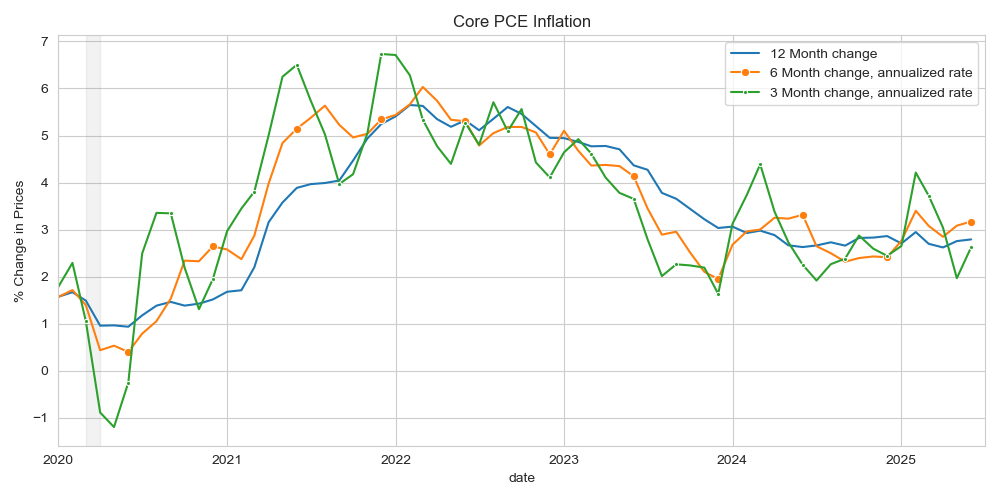 Core PCE Inflation
12 Month change
6 Month change, annualized rate
3 Month change, annualized rate
% Change in Prices
7
6
5
4
3
2
1
0
−1
2020
2021
2022
2023
2024
2025
date